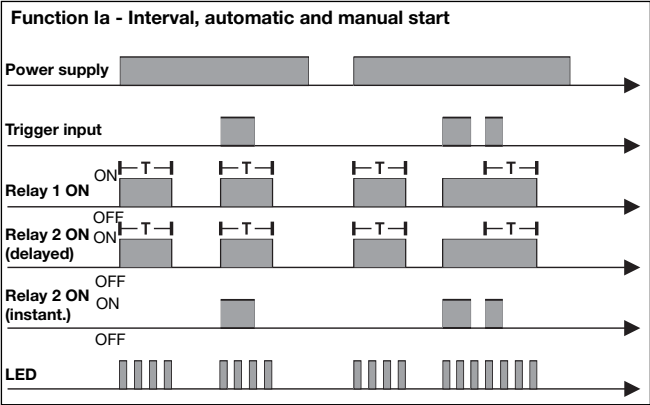 Function Ia - Interval, automatic and manual start
Power supply
Trigger input
ON
T T T T
Relay 1 ON
OFF
T T T T
Relay 2 ON ON
(delayed)
OFF
Relay 2 ON ON
(instant.)
OFF
LED